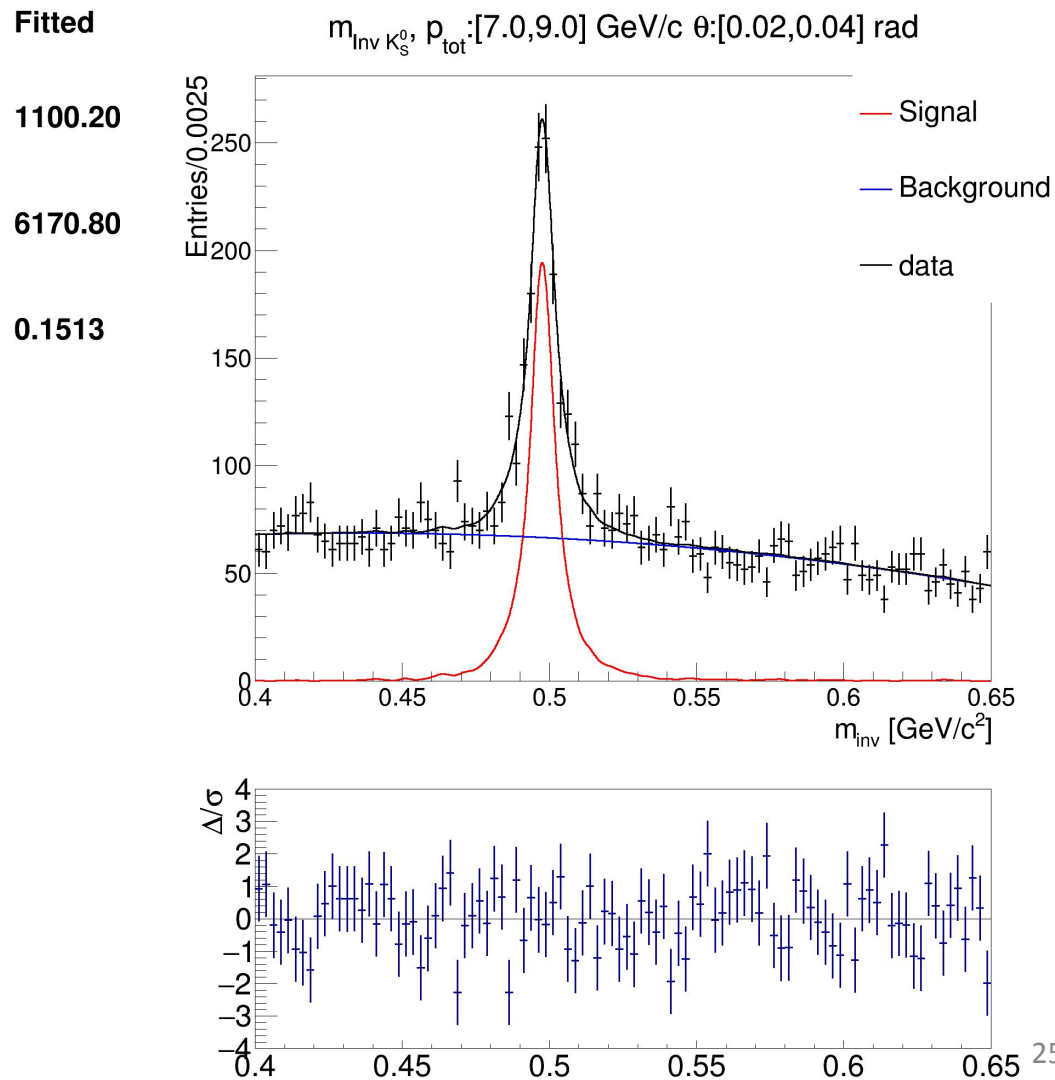 Fitted
1100.20
6170.80
0.1513
m_Inv K_S^0, p_tot:[7.0,9.0] GeV/c θ:[0.02,0.04] rad
Entries/0.0025
250
200
150
100
50
0
0.4 0.45 0.5 0.55 0.6 0.65
m_inv [GeV/c²]
Signal
Background
data
Δ/σ
4
3
2
1
0
−1
−2
−3
−4
0.4 0.45 0.5 0.55 0.6 0.65
25